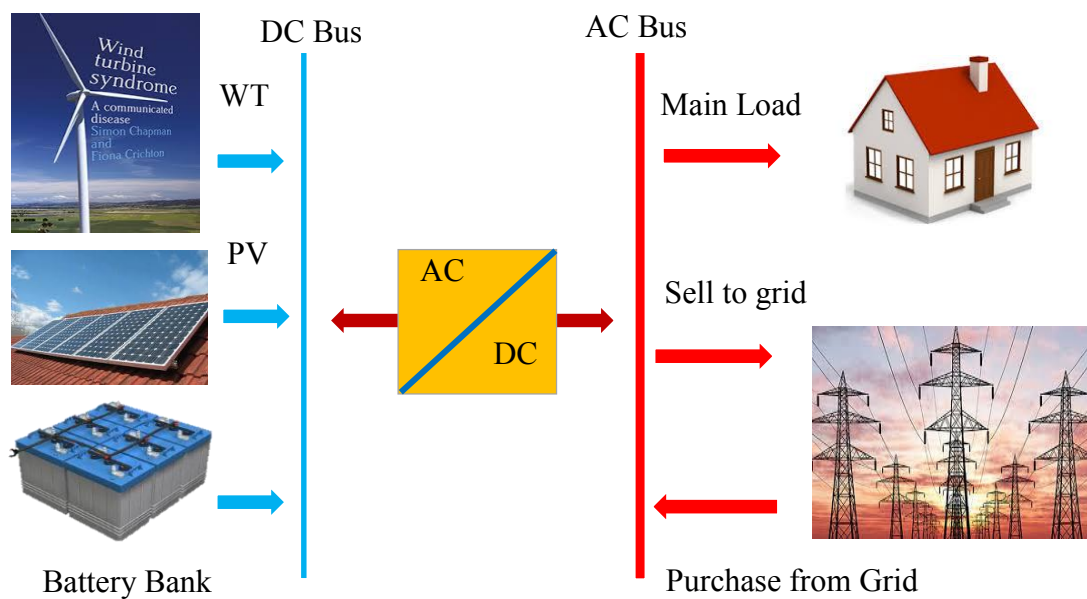 Wind
turbine
syndrome
A communicated
disease
Simon Chapman
and
Fiona Crichton
WT
PV
Battery Bank
DC Bus
AC
DC
AC Bus
Main Load
Sell to grid
Purchase from Grid